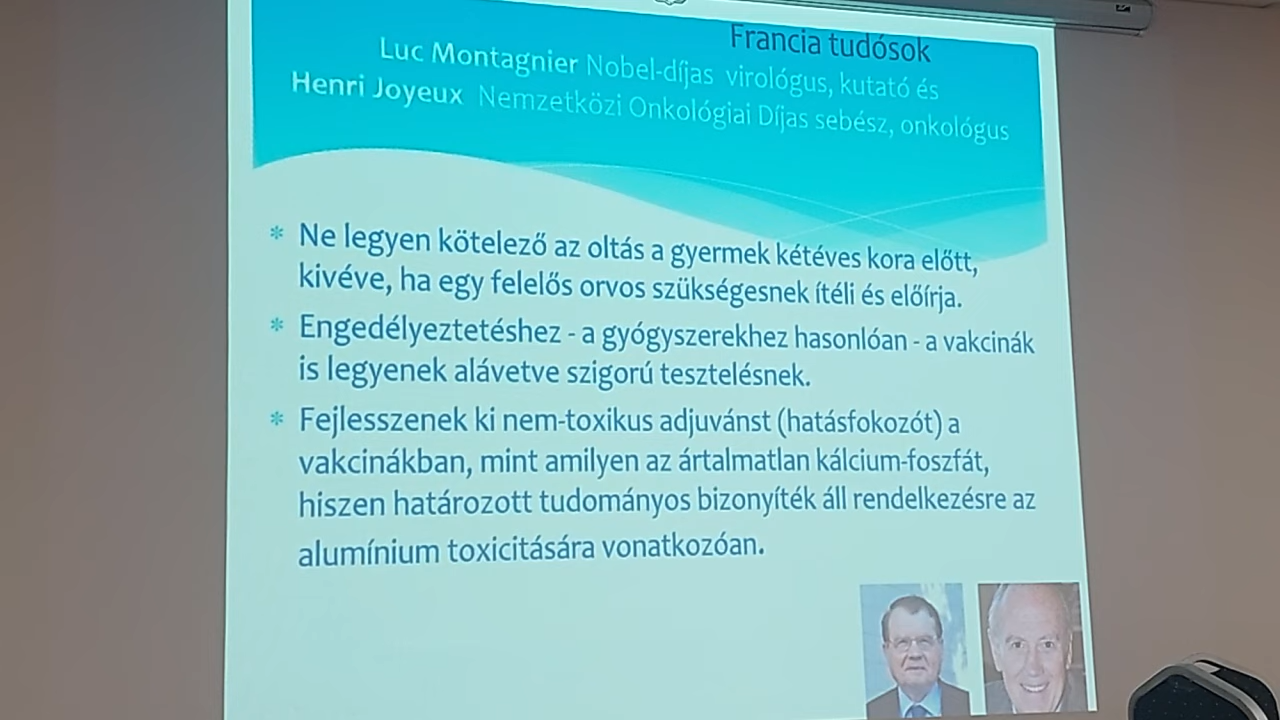 Francia tudósok
Luc Montagnier Nobel-díjas virológus, kutató és
Henri Joyeux Nemzetközi Onkológiai Díjas sebész, onkológus
* Ne legyen kötelező az oltás a gyermek kétéves kora előtt,
kivéve, ha egy felelős orvos szükségesnek ítéli és előírja.
* Engedélyeztetéshez - a gyógyszerekhez hasonlóan - a vakcinák
is legyenek alávetve szigorú tesztelésnek.
* Fejlesszenek ki nem-toxikus adjuvánst (hatásfokozót) a
vakcinákban, mint amilyen az ártalmatlan kálcium-foszfát,
hiszen határozott tudományos bizonyíték áll rendelkezésre az
alumínium toxicitására vonatkozóan.